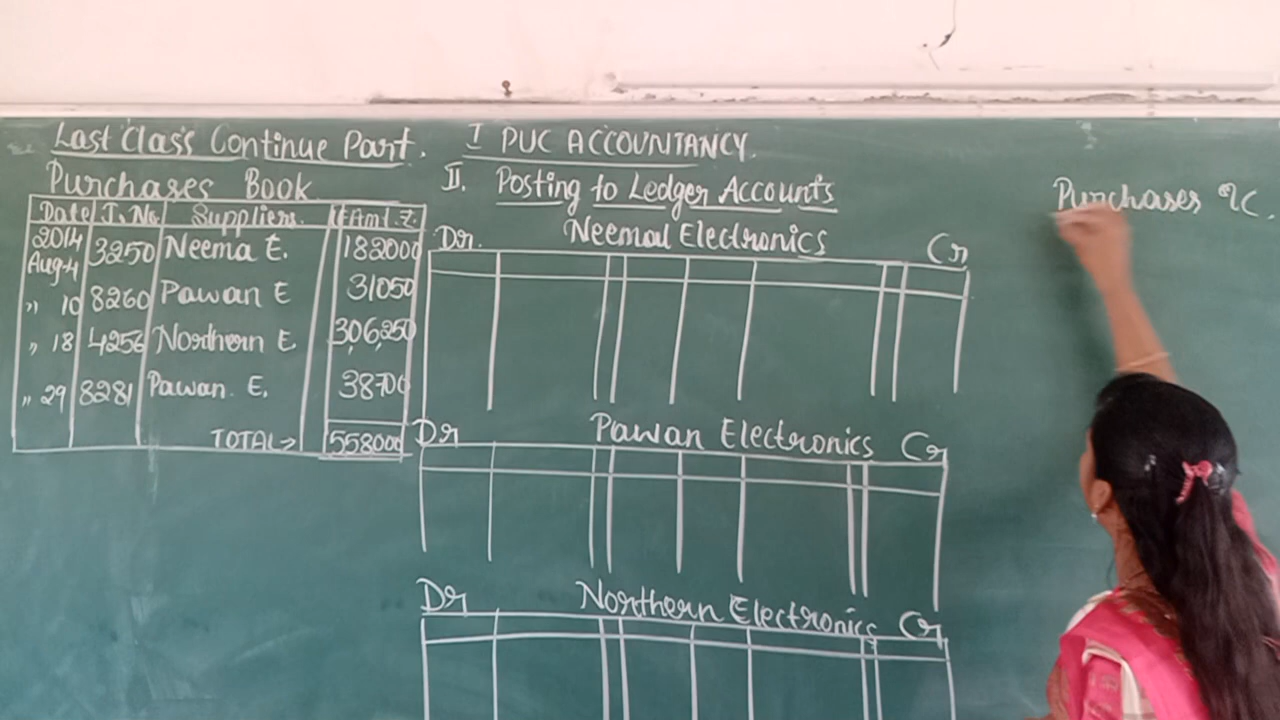 Last Class Continue Part.
Purchases Book
Date I.No. Suppliers. Amt.₹.
2014
Aug-4 3250 Neema E. 182000
,, 10 8260 Pawan E 31050
,, 18 4256 Northern E. 306,250
,, 29 8281 Pawan. E. 38700
TOTAL→ 558000
I PUC ACCOUNTANCY.
II. Posting to Ledger Accounts
Dr. Neemal Electronics Cr
Dr Pawan Electronics Cr
Dr Northern Electronics Cr
Purchases A/C.